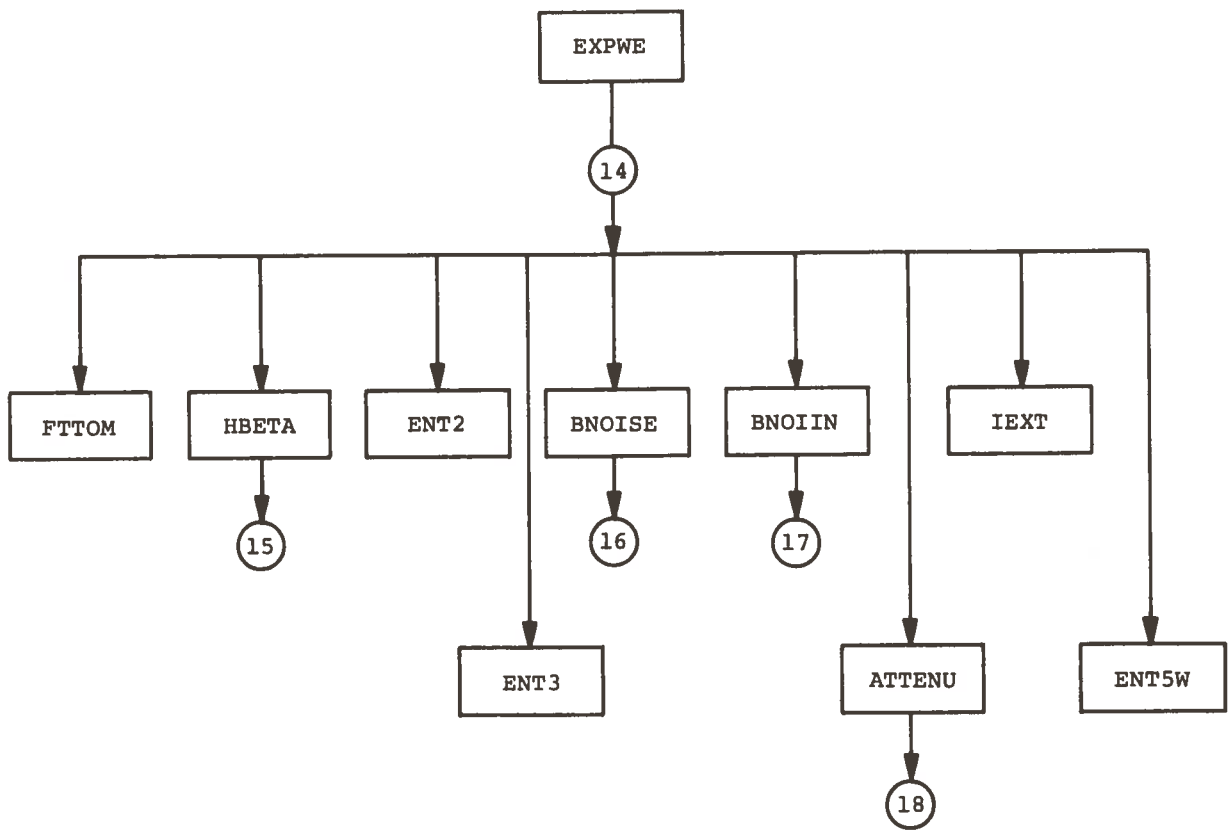 EXPWE
14
FTTOM
HBETA
ENT2
BNOISE
BNOIIN
IEXT
15
16
17
ENT3
ATTENU
ENT5W
18